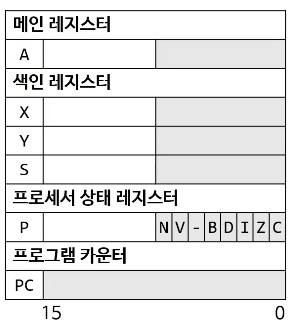 메인 레지스터
A
색인 레지스터
X
Y
S
프로세서 상태 레지스터
P N V - B D I Z C
프로그램 카운터
PC
15 0